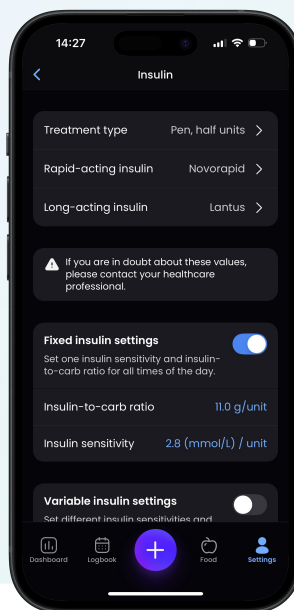 14:27
Insulin
Treatment type Pen, half units
Rapid-acting insulin Novorapid
Long-acting insulin Lantus
If you are in doubt about these values,
please contact your healthcare
professional.
Fixed insulin settings
Set one insulin sensitivity and insulin-
to-carb ratio for all times of the day.
Insulin-to-carb ratio 11.0 g/unit
Insulin sensitivity 2.8 (mmol/L) / unit
Variable insulin settings
Set different insulin sensitivities and
Dashboard Logbook Food Settings